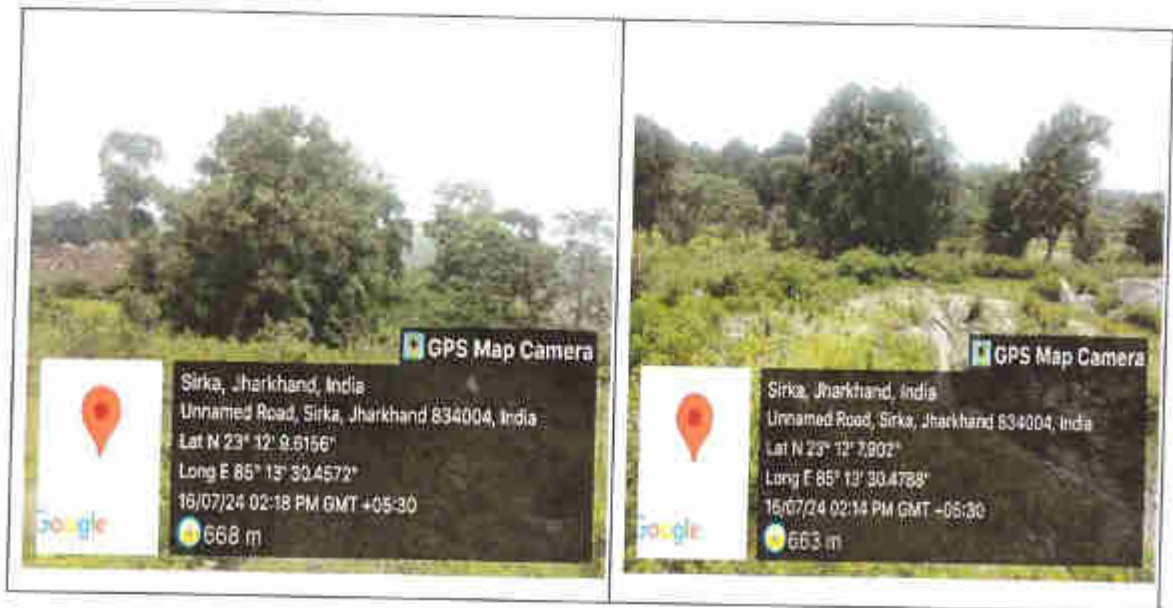 GPS Map Camera
Sirka, Jharkhand, India
Unnamed Road, Sirka, Jharkhand 834004, India
Lat N 23° 12' 9.6156"
Long E 85° 13' 30.4572"
16/07/24 02:18 PM GMT +05:30
668 m
Google
GPS Map Camera
Sirka, Jharkhand, India
Unnamed Road, Sirka, Jharkhand 834004, India
Lat N 23° 12' 7.902"
Long E 85° 13' 30.4788"
16/07/24 02:14 PM GMT +05:30
663 m
Google